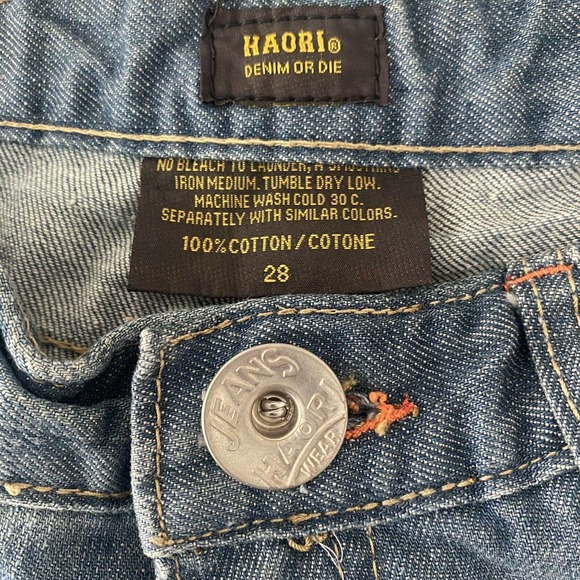 HAORI®
DENIM OR DIE
NO BLEACH TO LAUNDER,
IRON MEDIUM. TUMBLE DRY LOW.
MACHINE WASH COLD 30 C.
SEPARATELY WITH SIMILAR COLORS.
100% COTTON / COTONE
28
JEANS
HAORI
WEAR